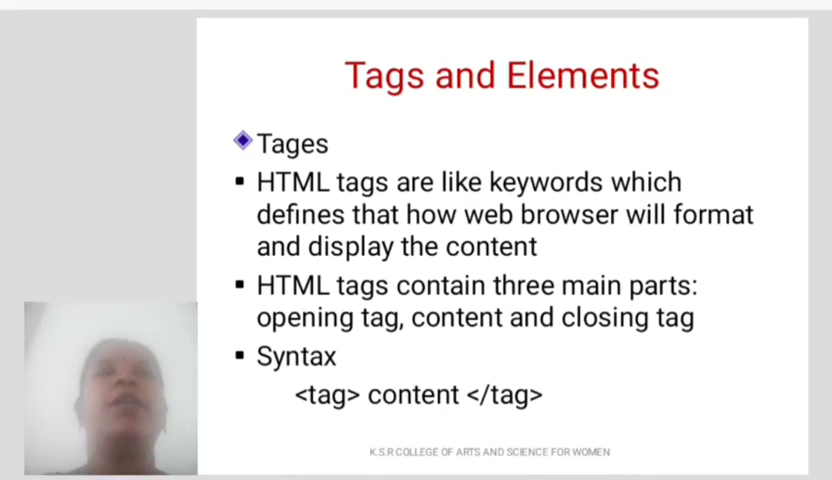 Tags and Elements
Tages
HTML tags are like keywords which
defines that how web browser will format
and display the content
HTML tags contain three main parts:
opening tag, content and closing tag
Syntax
<tag> content </tag>
K.S.R COLLEGE OF ARTS AND SCIENCE FOR WOMEN